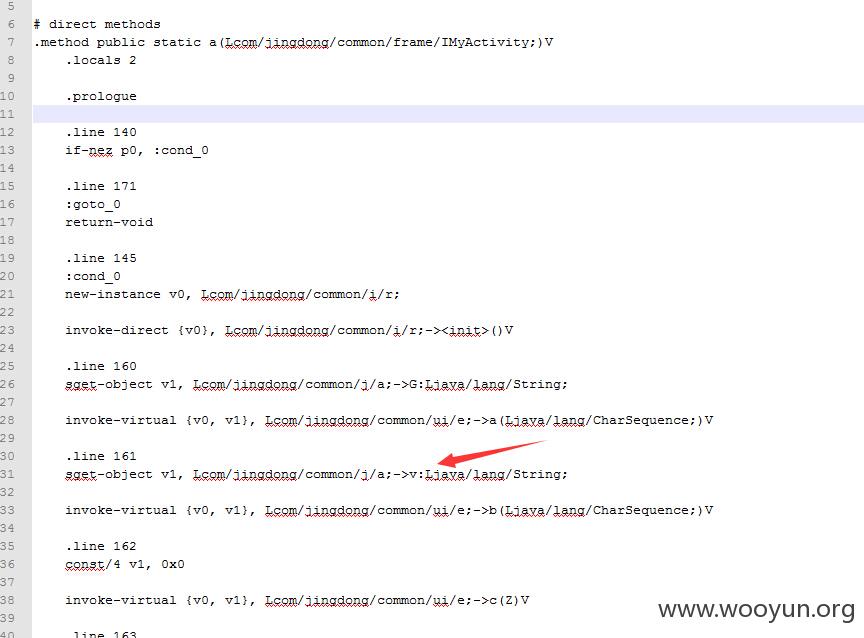 5
6 # direct methods
7 .method public static a(Lcom/jingdong/common/frame/IMyActivity;)V
8 .locals 2
9
10 .prologue
11
12 .line 140
13 if-nez p0, :cond_0
14
15 .line 171
16 :goto_0
17 return-void
18
19 .line 145
20 :cond_0
21 new-instance v0, Lcom/jingdong/common/i/r;
22
23 invoke-direct {v0}, Lcom/jingdong/common/i/r;-><init>()V
24
25 .line 160
26 sget-object v1, Lcom/jingdong/common/j/a;->G:Ljava/lang/String;
27
28 invoke-virtual {v0, v1}, Lcom/jingdong/common/ui/e;->a(Ljava/lang/CharSequence;)V
29
30 .line 161
31 sget-object v1, Lcom/jingdong/common/j/a;->v:Ljava/lang/String;
32
33 invoke-virtual {v0, v1}, Lcom/jingdong/common/ui/e;->b(Ljava/lang/CharSequence;)V
34
35 .line 162
36 const/4 v1, 0x0
37
38 invoke-virtual {v0, v1}, Lcom/jingdong/common/ui/e;->c(Z)V
39
40 .line 163
www.wooyun.org